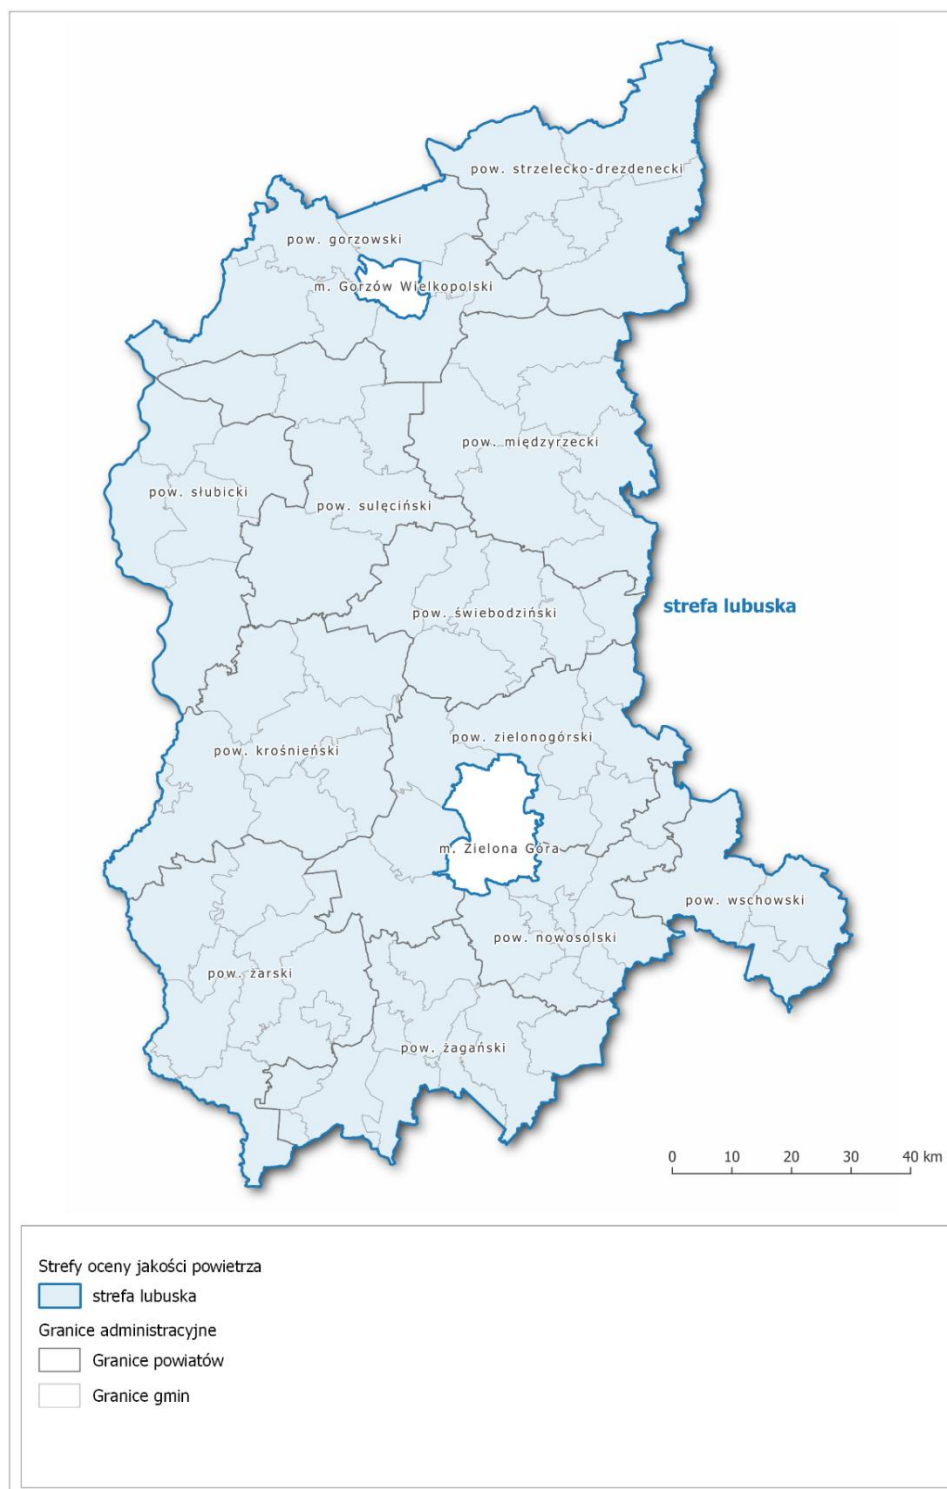 pow. strzelecko-drezdenecki
pow. gorzowski
m. Gorzów Wielkopolski
pow. międzyrzecki
pow. słubicki
pow. sulęciński
strefa lubuska
pow. świebodziński
pow. zielonogórski
pow. krośnieński
m. Zielona Góra
pow. wschowski
pow. nowosolski
pow. żarski
pow. żagański
0 10 20 30 40 km
Strefy oceny jakości powietrza
strefa lubuska
Granice administracyjne
Granice powiatów
Granice gmin